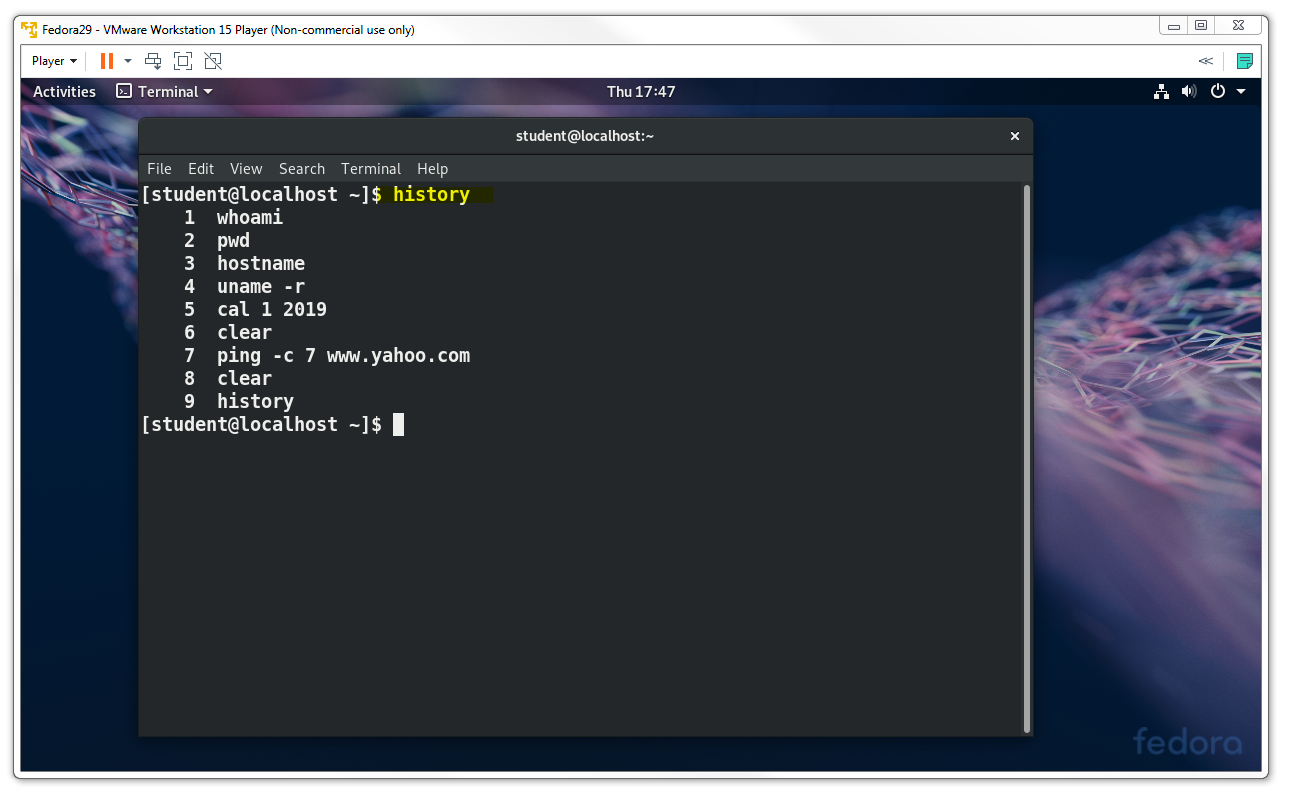 Fedora29 - VMware Workstation 15 Player (Non-commercial use only)
Player
Activities Terminal Thu 17:47
student@localhost:~
File Edit View Search Terminal Help
[student@localhost ~]$ history
1 whoami
2 pwd
3 hostname
4 uname -r
5 cal 1 2019
6 clear
7 ping -c 7 www.yahoo.com
8 clear
9 history
[student@localhost ~]$
fedora